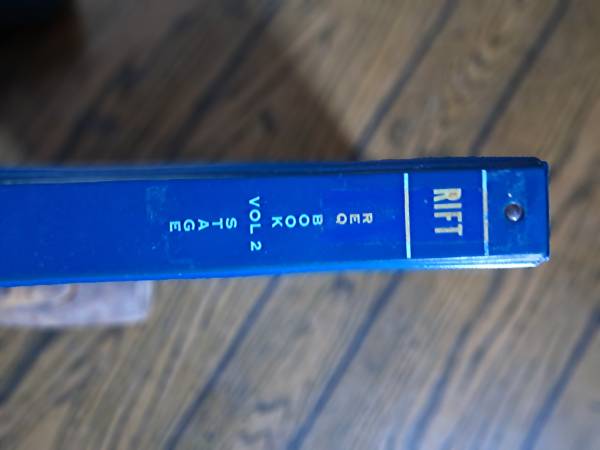 RIFT
REQ
BOOK
VOL 2
STAGE